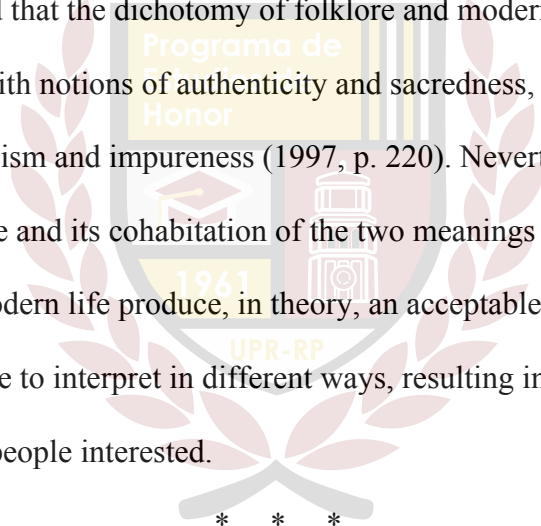 that the dichotomy of folklore and modern
Programa de
ith notions of authenticity and sacredness,
Honor
ism and impureness (1997, p. 220). Nevert
e and its cohabitation of the two meanings
1961
dern life produce, in theory, an acceptable
UPR-RP
e to interpret in different ways, resulting in
people interested.
* * *